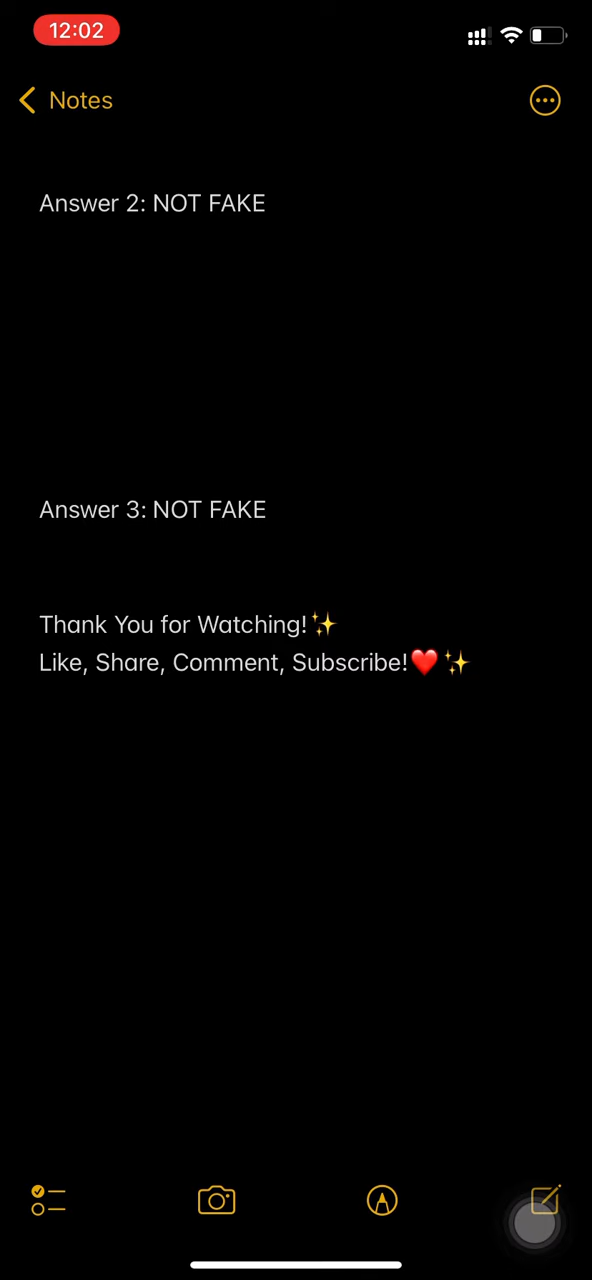 12:02
Notes
Answer 2: NOT FAKE
Answer 3: NOT FAKE
Thank You for Watching!✨
Like, Share, Comment, Subscribe!❤️✨